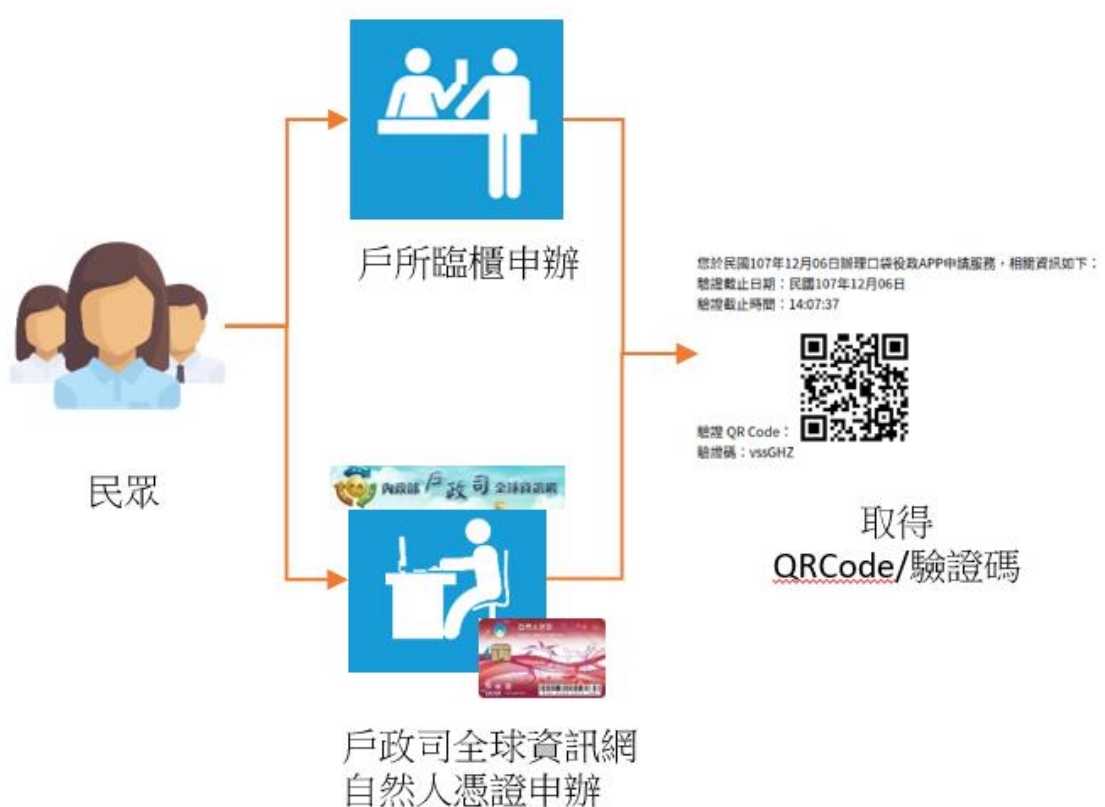 戶所臨櫃申辦
民眾
內政部戶政司全球資訊網
自然人憑證
戶政司全球資訊網
自然人憑證申辦
您於民國107年12月06日辦理口袋役政APP申請服務，相關資訊如下：
驗證截止日期：民國107年12月06日
驗證截止時間：14:07:37
驗證 QR Code：
驗證碼：vssGHZ
取得
QRCode/驗證碼